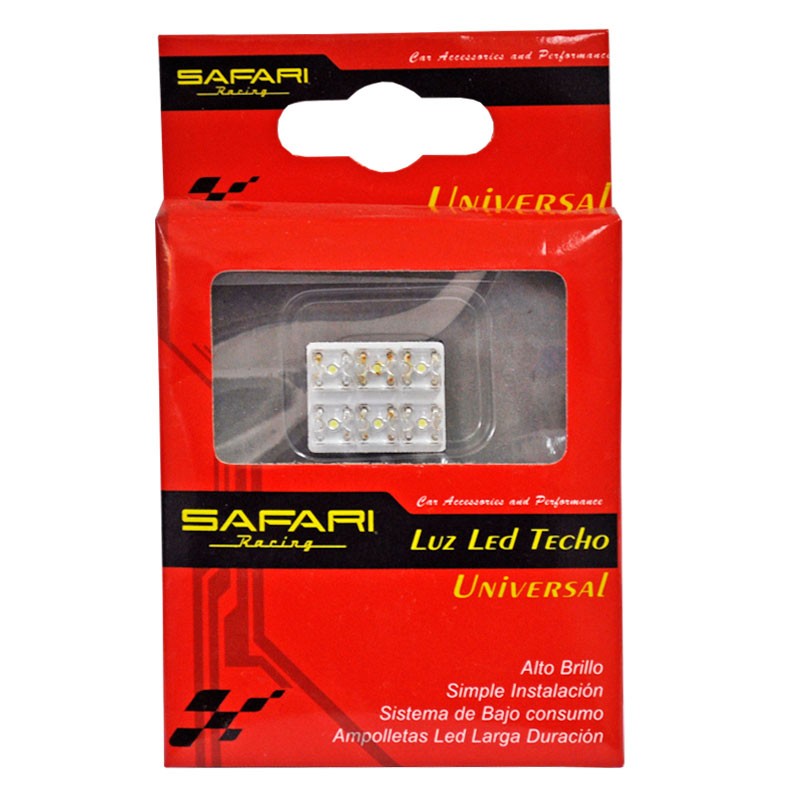 Car Accessories and Performance
SAFARI
Racing
UNIVERSAL
Car Accessories and Performance
SAFARI
Racing
LUZ LED TECHO
UNIVERSAL
Alto Brillo
Simple Instalación
Sistema de Bajo consumo
Ampolletas Led Larga Duración